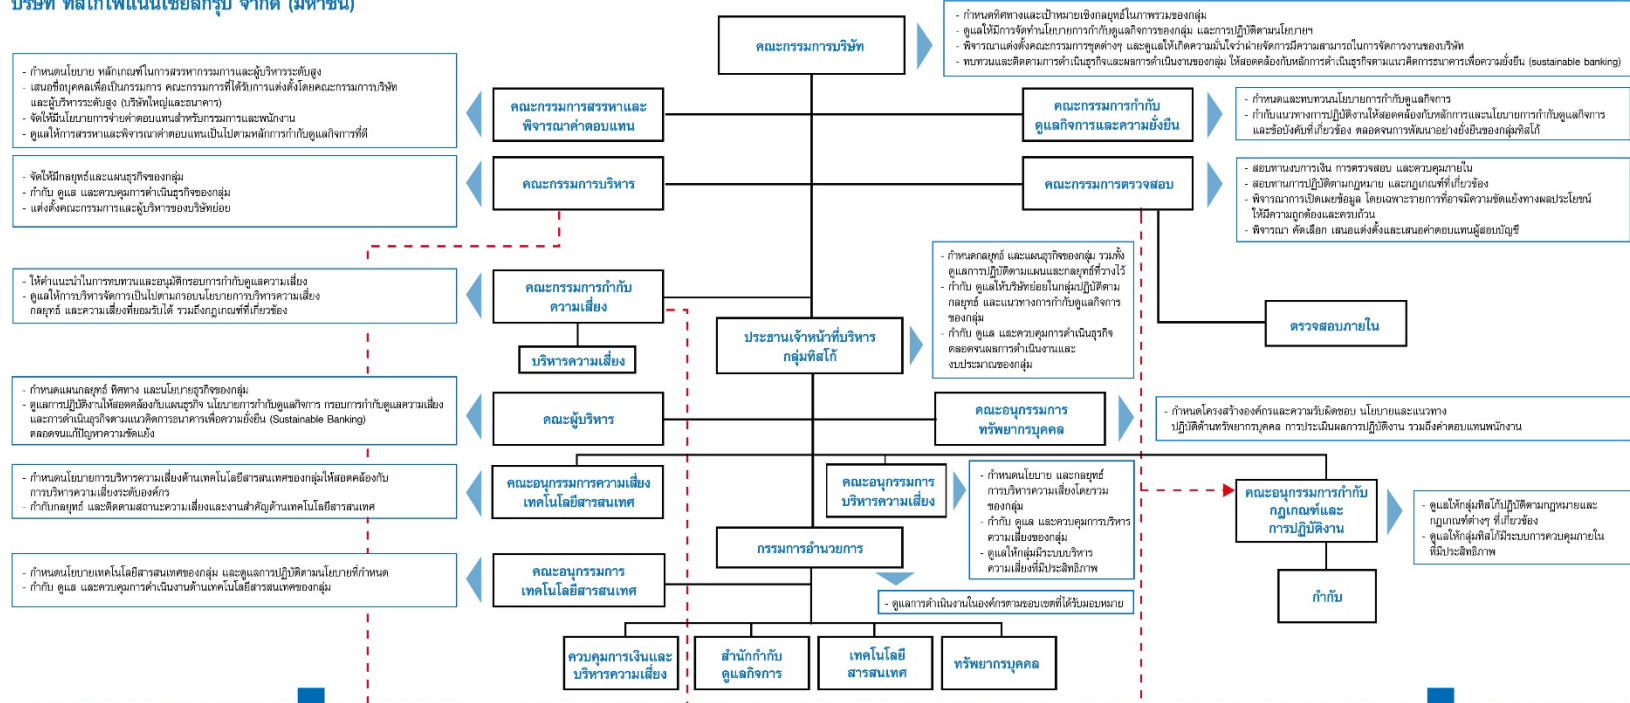 บริษัท ทิสโก้ไฟแนนเชียลกรุ๊ป จำกัด (มหาชน)
คณะกรรมการบริษัท
- กำหนดทิศทางและเป้าหมายเชิงกลยุทธ์ในภาพรวมของกลุ่ม
- ดูแลให้มีการจัดทำนโยบายการกำกับดูแลกิจการของกลุ่ม และการปฏิบัติตามนโยบายฯ
- พิจารณาแต่งตั้งคณะกรรมการชุดต่างๆ และดูแลให้เกิดความมั่นใจว่าฝ่ายจัดการมีความสามารถในการจัดการงานของบริษัท
- ทบทวนและติดตามการดำเนินธุรกิจและผลการดำเนินงานของกลุ่ม ให้สอดคล้องกับหลักการดำเนินธุรกิจตามแนวคิดการธนาคารเพื่อความยั่งยืน (sustainable banking)
- กำหนดนโยบาย หลักเกณฑ์ในการสรรหากรรมการและผู้บริหารระดับสูง
- เสนอชื่อบุคคลเพื่อเป็นกรรมการ คณะกรรมการที่ได้รับการแต่งตั้งโดยคณะกรรมการบริษัท
และผู้บริหารระดับสูง (บริษัทใหญ่และธนาคาร)
- จัดให้มีนโยบายการจ่ายค่าตอบแทนสำหรับกรรมการและพนักงาน
- ดูแลให้การสรรหาและพิจารณาค่าตอบแทนเป็นไปตามหลักการกำกับดูแลกิจการที่ดี
คณะกรรมการสรรหาและ
พิจารณาค่าตอบแทน
คณะกรรมการกำกับ
ดูแลกิจการและความยั่งยืน
- กำหนดและทบทวนนโยบายการกำกับดูแลกิจการ
- กำกับแนวทางการปฏิบัติงานให้สอดคล้องกับหลักการและนโยบายการกำกับดูแลกิจการ
และข้อบังคับที่เกี่ยวข้อง ตลอดจนการพัฒนาอย่างยั่งยืนของกลุ่มทิสโก้
- จัดให้มีกลยุทธ์และแผนธุรกิจของกลุ่ม
- กำกับ ดูแล และควบคุมการดำเนินธุรกิจของกลุ่ม
- แต่งตั้งคณะกรรมการและผู้บริหารของบริษัทย่อย
คณะกรรมการบริหาร
คณะกรรมการตรวจสอบ
- สอบทานงบการเงิน การตรวจสอบ และควบคุมภายใน
- สอบทานการปฏิบัติตามกฎหมาย และกฎเกณฑ์ที่เกี่ยวข้อง
- พิจารณาการเปิดเผยข้อมูล โดยเฉพาะรายการที่อาจมีความขัดแย้งทางผลประโยชน์
ให้มีความถูกต้องและครบถ้วน
- พิจารณา คัดเลือก เสนอแต่งตั้งและเสนอค่าตอบแทนผู้สอบบัญชี
- ให้คำแนะนำในการทบทวนและอนุมัติกรอบการกำกับดูแลความเสี่ยง
- ดูแลให้การบริหารจัดการเป็นไปตามกรอบนโยบายการบริหารความเสี่ยง
กลยุทธ์ และความเสี่ยงที่ยอมรับได้ รวมถึงกฎเกณฑ์ที่เกี่ยวข้อง
คณะกรรมการกำกับ
ความเสี่ยง
บริหารความเสี่ยง
ประธานเจ้าหน้าที่บริหาร
กลุ่มทิสโก้
- กำหนดกลยุทธ์ และแผนธุรกิจของกลุ่ม รวมทั้ง
ดูแลการปฏิบัติตามแผนและกลยุทธ์ที่วางไว้
- กำกับ ดูแลให้บริษัทย่อยในกลุ่มปฏิบัติตาม
กลยุทธ์ และแนวทางการกำกับดูแลกิจการ
ของกลุ่ม
- กำกับ ดูแล และควบคุมการดำเนินธุรกิจ
ตลอดจนผลการดำเนินงานและ
งบประมาณของกลุ่ม
ตรวจสอบภายใน
- กำหนดแผนกลยุทธ์ ทิศทาง และนโยบายธุรกิจของกลุ่ม
- ดูแลการปฏิบัติงานให้สอดคล้องกับแผนธุรกิจ นโยบายการกำกับดูแลกิจการ กรอบการกำกับดูแลความเสี่ยง
และการดำเนินธุรกิจตามแนวคิดการธนาคารเพื่อความยั่งยืน (Sustainable Banking)
ตลอดจนแก้ปัญหาความขัดแย้ง
คณะผู้บริหาร
คณะอนุกรรมการ
ทรัพยากรบุคคล
- กำหนดโครงสร้างองค์กรและความรับผิดชอบ นโยบายและแนวทาง
ปฏิบัติด้านทรัพยากรบุคคล การประเมินผลการปฏิบัติงาน รวมถึงค่าตอบแทนพนักงาน
- กำหนดนโยบายการบริหารความเสี่ยงด้านเทคโนโลยีสารสนเทศของกลุ่มให้สอดคล้องกับ
การบริหารความเสี่ยงระดับองค์กร
- กำกับกลยุทธ์ และติดตามสถานะความเสี่ยงและงานสำคัญด้านเทคโนโลยีสารสนเทศ
คณะอนุกรรมการความเสี่ยง
เทคโนโลยีสารสนเทศ
คณะอนุกรรมการ
บริหารความเสี่ยง
- กำหนดนโยบาย และกลยุทธ์
การบริหารความเสี่ยงโดยรวม
ของกลุ่ม
- กำกับ ดูแล และควบคุมการบริหาร
ความเสี่ยงของกลุ่ม
- ดูแลให้กลุ่มมีระบบบริหาร
ความเสี่ยงที่มีประสิทธิภาพ
คณะอนุกรรมการกำกับ
กฎเกณฑ์และ
การปฏิบัติงาน
- ดูแลให้กลุ่มทิสโก้ปฏิบัติตามกฎหมายและ
กฎเกณฑ์ต่างๆ ที่เกี่ยวข้อง
- ดูแลให้กลุ่มทิสโก้มีระบบการควบคุมภายใน
ที่มีประสิทธิภาพ
กรรมการอำนวยการ
- ดูแลการดำเนินงานในองค์กรตามขอบเขตที่ได้รับมอบหมาย
- กำหนดนโยบายเทคโนโลยีสารสนเทศของกลุ่ม และดูแลการปฏิบัติตามนโยบายที่กำหนด
- กำกับ ดูแล และควบคุมการดำเนินงานด้านเทคโนโลยีสารสนเทศของกลุ่ม
คณะอนุกรรมการ
เทคโนโลยีสารสนเทศ
กำกับ
ควบคุมการเงินและ
บริหารความเสี่ยง
สำนักกำกับ
ดูแลกิจการ
เทคโนโลยี
สารสนเทศ
ทรัพยากรบุคคล